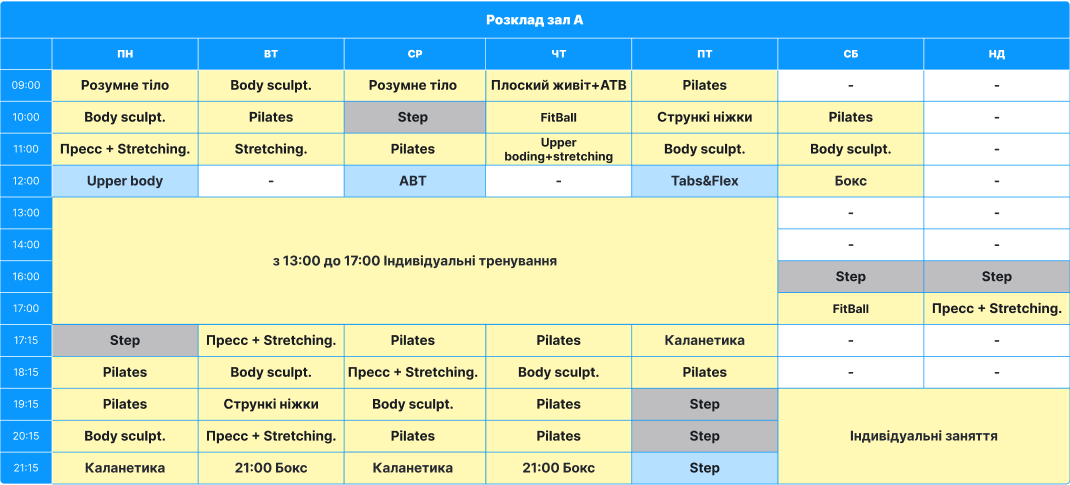 Розклад зал А
ПН ВТ СР ЧТ ПТ СБ НД
09:00 Розумне тіло Body sculpt. Розумне тіло Плоский живіт+АТВ Pilates - -
10:00 Body sculpt. Pilates Step FitBall Стрункі ніжки Pilates -
11:00 Пресс + Stretching. Stretching. Pilates Upper boding+stretching Body sculpt. Body sculpt. -
12:00 Upper body - ABT - Tabs&Flex Бокс -
13:00 - -
14:00 - -
з 13:00 до 17:00 Індивідуальні тренування
16:00 Step Step
17:00 FitBall Пресс + Stretching.
17:15 Step Пресс + Stretching. Pilates Pilates Каланетика - -
18:15 Pilates Body sculpt. Пресс + Stretching. Body sculpt. Pilates - -
19:15 Pilates Стрункі ніжки Body sculpt. Pilates Step
20:15 Body sculpt. Пресс + Stretching. Pilates Pilates Step Індивідуальні заняття
21:15 Каланетика 21:00 Бокс Каланетика 21:00 Бокс Step